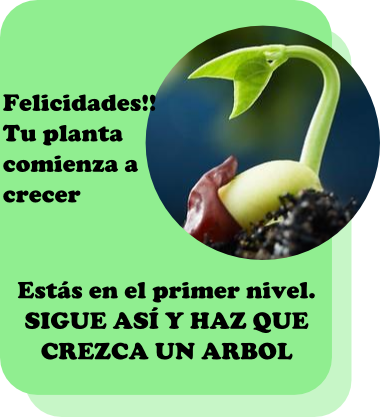 Felicidades!!
Tu planta
comienza a
crecer
Estás en el primer nivel.
SIGUE ASÍ Y HAZ QUE
CREZCA UN ARBOL